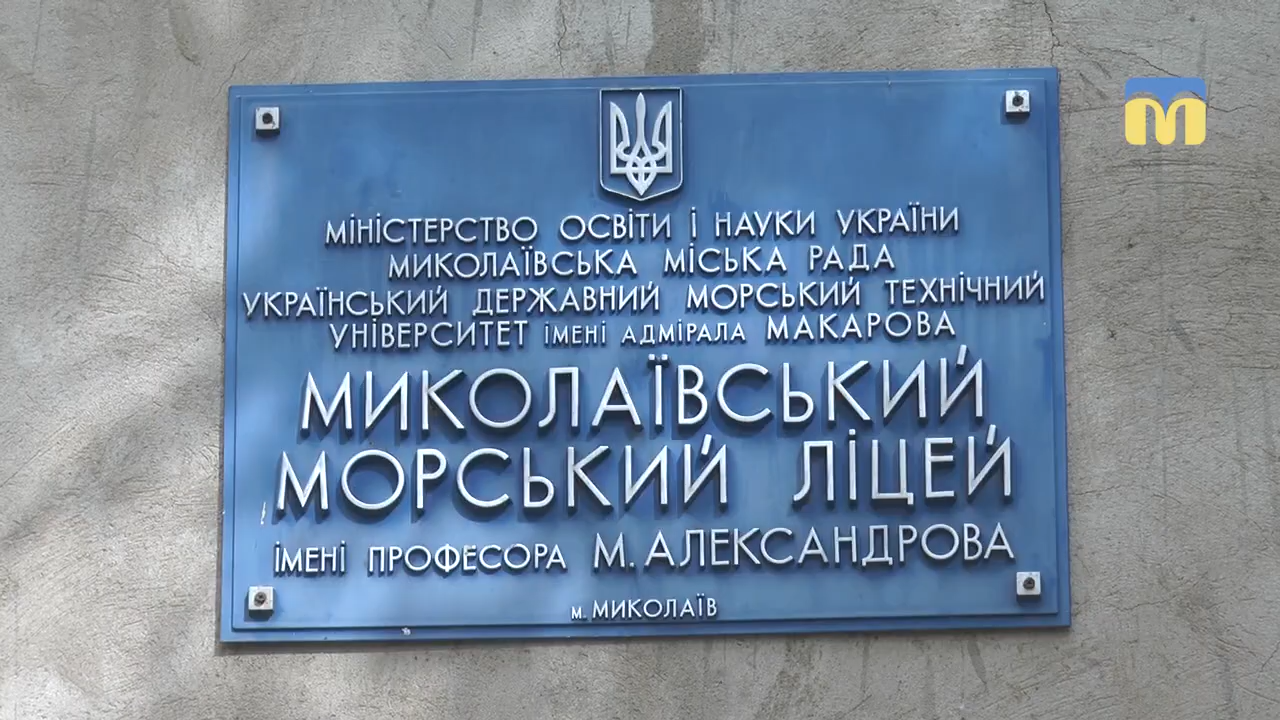 МІНІСТЕРСТВО ОСВІТИ І НАУКИ УКРАЇНИ
МИКОЛАЇВСЬКА МІСЬКА РАДА
УКРАЇНСЬКИЙ ДЕРЖАВНИЙ МОРСЬКИЙ ТЕХНІЧНИЙ
УНІВЕРСИТЕТ ІМЕНІ АДМІРАЛА МАКАРОВА
МИКОЛАЇВСЬКИЙ
МОРСЬКИЙ ЛІЦЕЙ
ІМЕНІ ПРОФЕСОРА М. АЛЕКСАНДРОВА
м. МИКОЛАЇВ